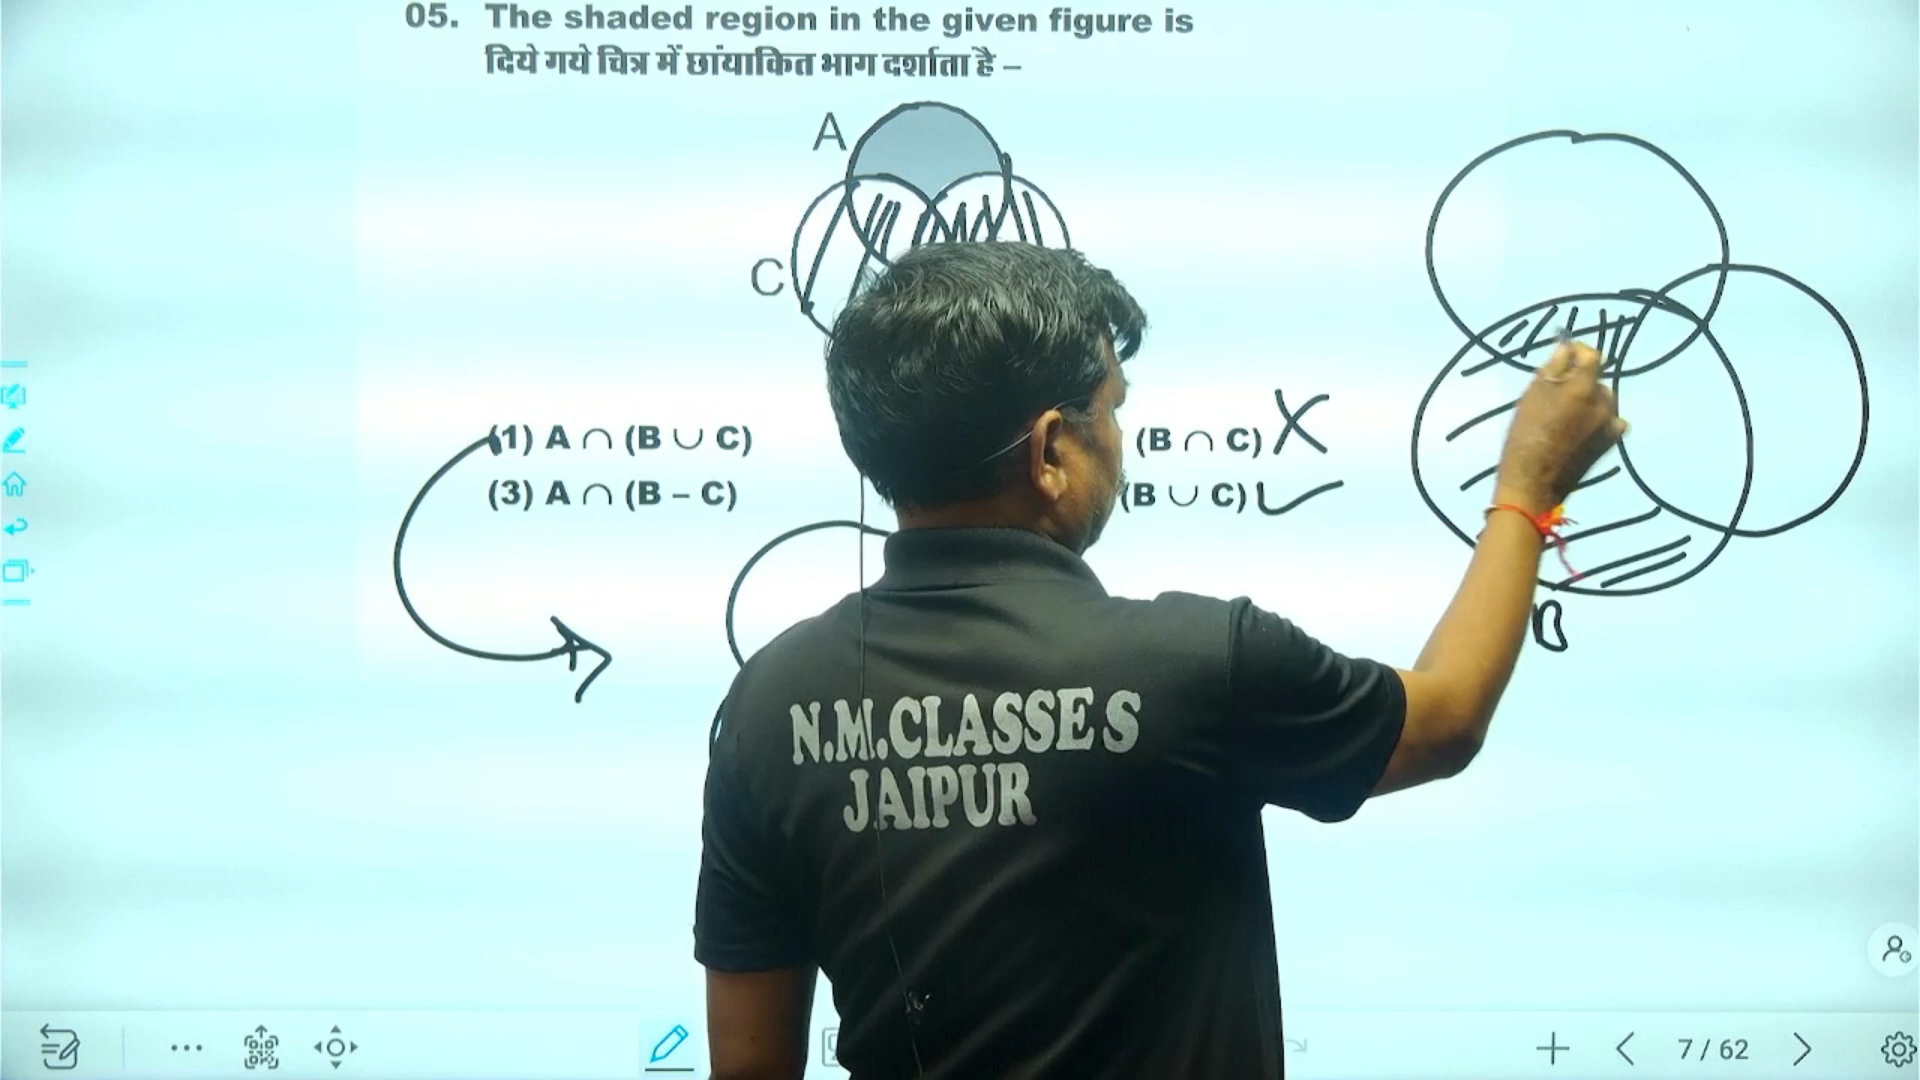 05. The shaded region in the given figure is
दिये गये चित्र में छांयाकित भाग दर्शाता है –
A
C
(1) A ∩ (B ∪ C)
(B ∩ C)
(3) A ∩ (B – C)
(B ∪ C)
B
N.M.CLASSES
JAIPUR
7 / 62